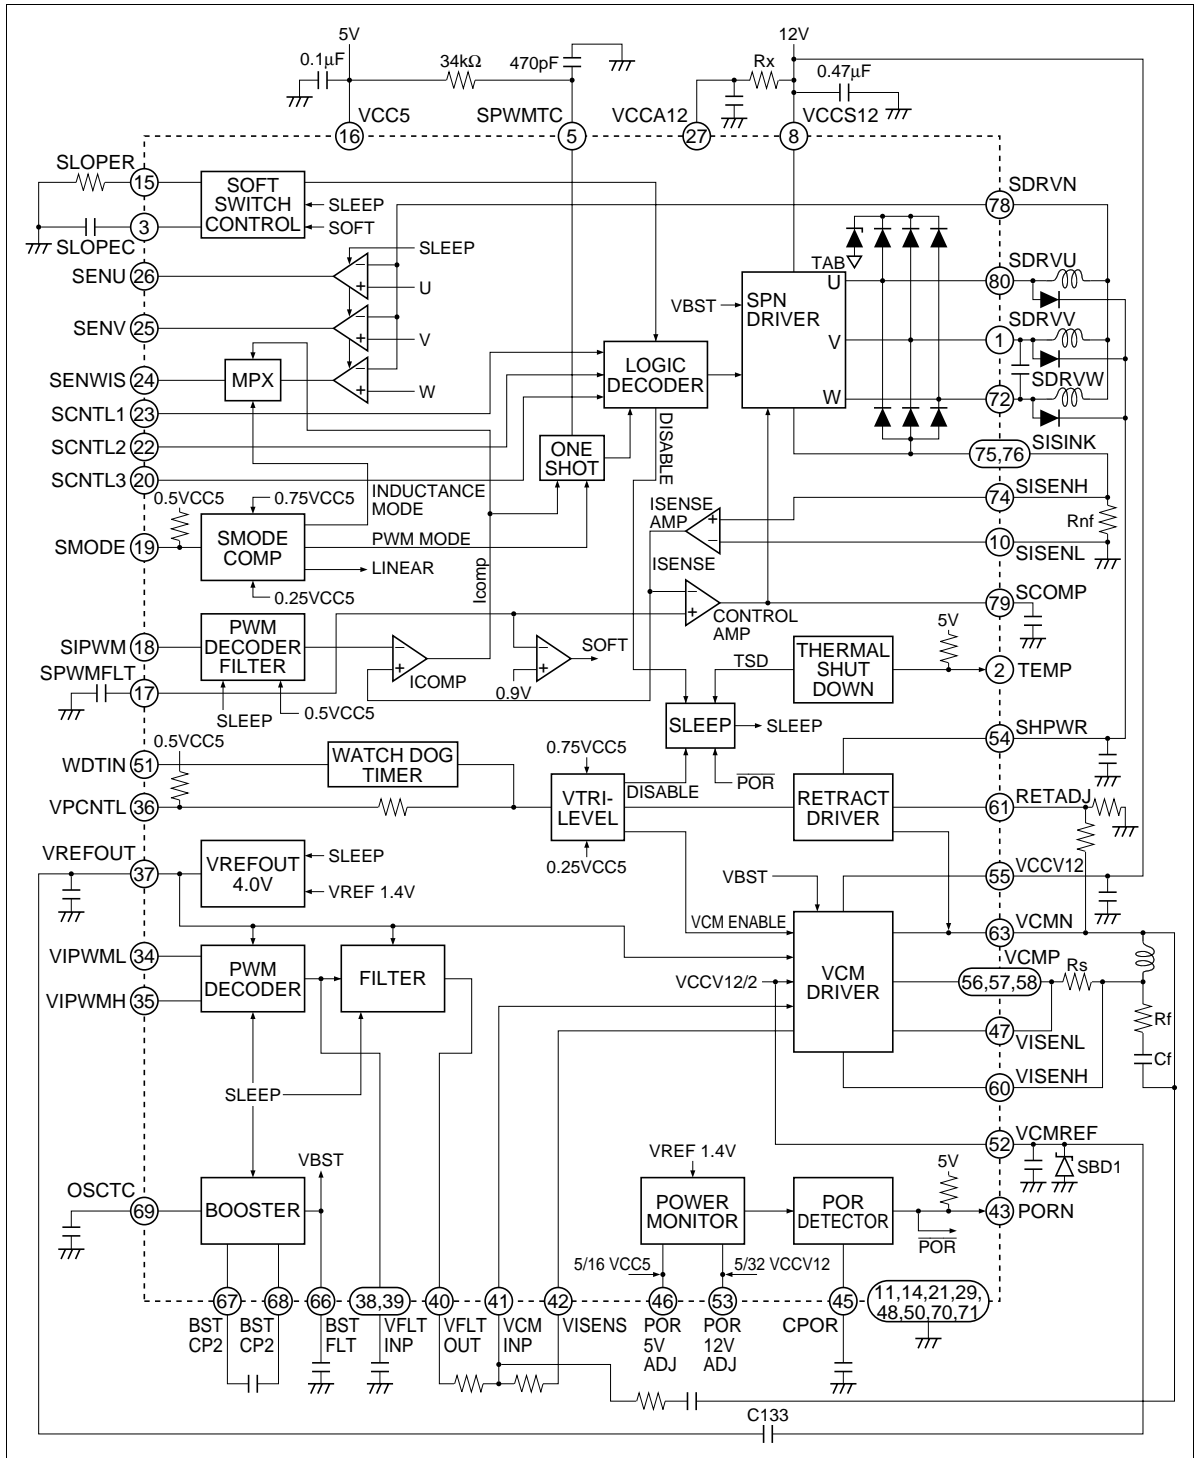 5V
12V
0.1µF
34kΩ
470pF
Rx
0.47µF
VCC5
SPWMTC
VCCA12
VCCS12
16
5
27
8
SLOPER
15
SOFT
SWITCH
CONTROL
SLEEP
SOFT
3
SLOPEC
SDRVN
78
SENU
26
SLEEP
U
SENV
25
V
SENWIS
24
MPX
W
SCNTL1
23
SCNTL2
22
SCNTL3
20
LOGIC
DECODER
ONE
SHOT
DISABLE
VBST
SPN
DRIVER
TAB
U
V
W
SDRVU
80
SDRVV
1
SDRVW
72
SISINK
75,76
SISENH
74
Rnf
10
SISENL
0.5VCC5
0.75VCC5
INDUCTANCE
MODE
SMODE
19
SMODE
COMP
PWM MODE
LINEAR
0.25VCC5
Icomp
ISENSE
AMP
ISENSE
SCOMP
79
CONTROL
AMP
SIPWM
18
PWM
DECODER
FILTER
SPWMFLT
17
SLEEP
0.5VCC5
ICOMP
0.9V
SOFT
TSD
THERMAL
SHUT
DOWN
5V
2
TEMP
SLEEP
SLEEP
POR
SHPWR
54
0.5VCC5
WDTIN
51
WATCH DOG
TIMER
0.75VCC5
VPCNTL
36
VTRI-
LEVEL
DISABLE
0.25VCC5
RETRACT
DRIVER
RETADJ
61
VREFOUT
37
VREFOUT
4.0V
SLEEP
VREF 1.4V
VBST
VCCV12
55
VCM ENABLE
VCMN
63
VIPWML
34
VIPWMH
35
PWM
DECODER
FILTER
VCCV12/2
VCM
DRIVER
VCMP
56,57,58
Rs
Rf
Cf
47
VISENL
60
VISENH
SLEEP
VCMREF
52
SBD1
VBST
VREF 1.4V
OSCTC
69
BOOSTER
POWER
MONITOR
POR
DETECTOR
5V
43
PORN
POR
5/16 VCC5
5/32 VCCV12
67
68
66
38,39
40
41
42
46
53
45
11,14,21,29,
48,50,70,71
BST
CP2
BST
CP2
BST
FLT
VFLT
INP
VFLT
OUT
VCM
INP
VISENS
POR
5V
ADJ
POR
12V
ADJ
CPOR
C133